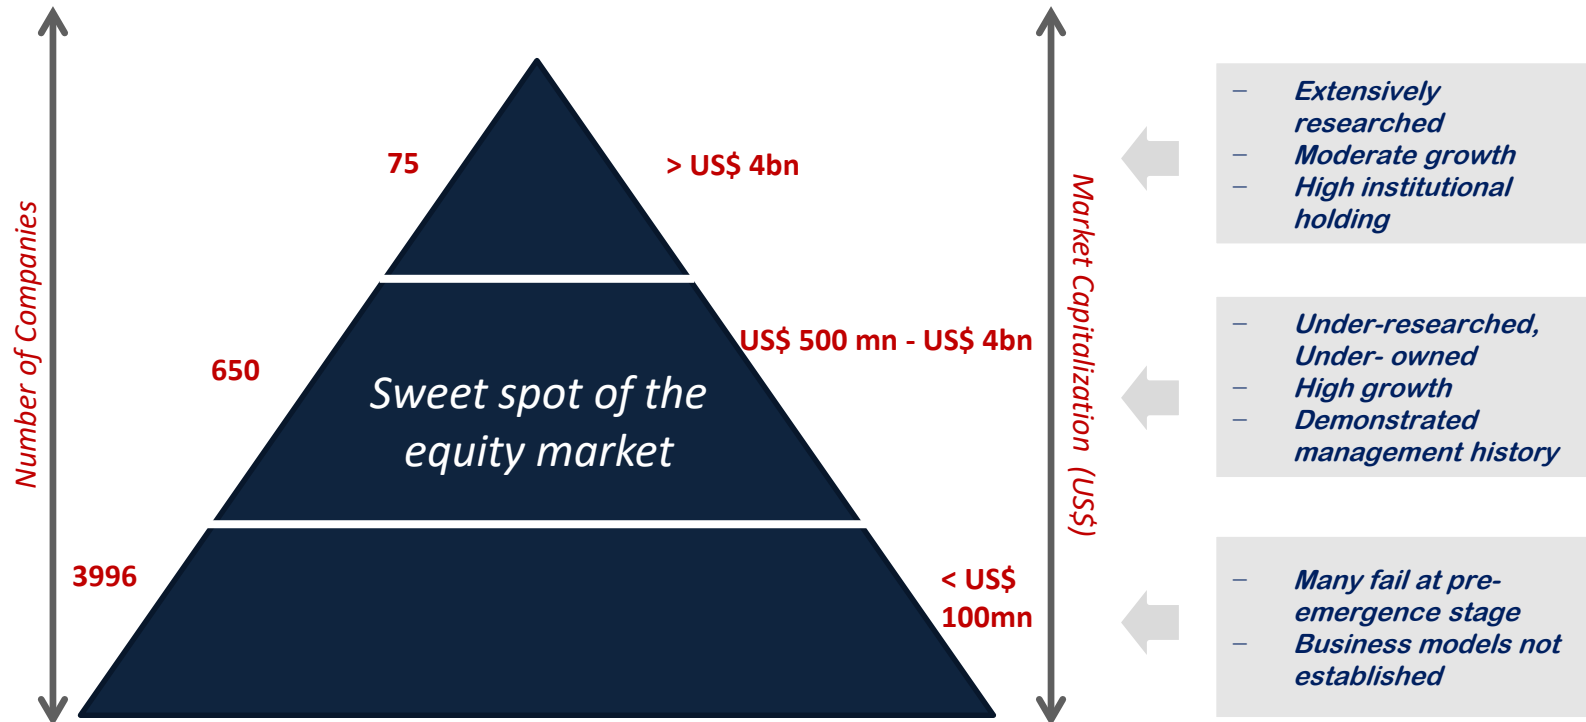 Number of Companies
75
> US$ 4bn
650
US$ 500 mn - US$ 4bn
Sweet spot of the
equity market
3996
< US$
100mn
Market Capitalization (US$)
– Extensively
researched
– Moderate growth
– High institutional
holding
– Under-researched,
Under- owned
– High growth
– Demonstrated
management history
– Many fail at pre-
emergence stage
– Business models not
established